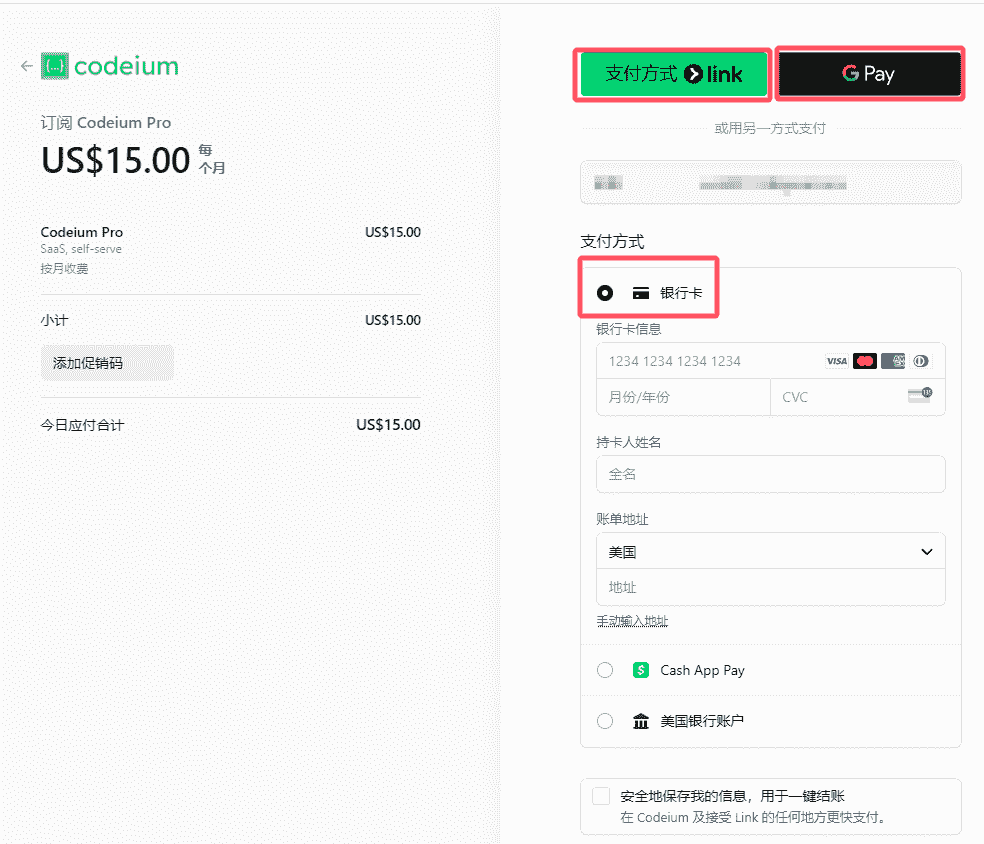 codeium
订阅 Codeium Pro
US$15.00 每个月
Codeium Pro US$15.00
SaaS, self-serve
按月收费
小计 US$15.00
添加促销码
今日应付合计 US$15.00
支付方式 link
G Pay
或用另一方式支付
支付方式
银行卡
银行卡信息
1234 1234 1234 1234 VISA
月份/年份 CVC
持卡人姓名
全名
账单地址
美国
地址
手动输入地址
$ Cash App Pay
美国银行账户
安全地保存我的信息，用于一键结账
在 Codeium 及接受 Link 的任何地方更快支付。